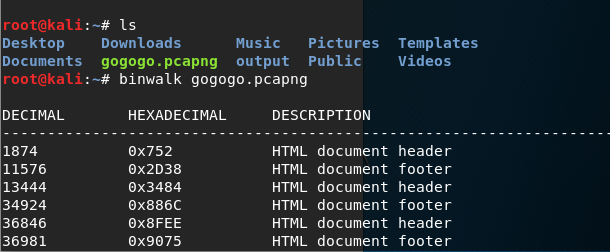 root@kali:~# ls
Desktop Downloads Music Pictures Templates
Documents gogogo.pcapng output Public Videos
root@kali:~# binwalk gogogo.pcapng
DECIMAL HEXADECIMAL DESCRIPTION
--------------------------------------------------------------------------------
1874 0x752 HTML document header
11576 0x2D38 HTML document footer
13444 0x3484 HTML document header
34924 0x886C HTML document footer
36846 0x8FEE HTML document header
36981 0x9075 HTML document footer